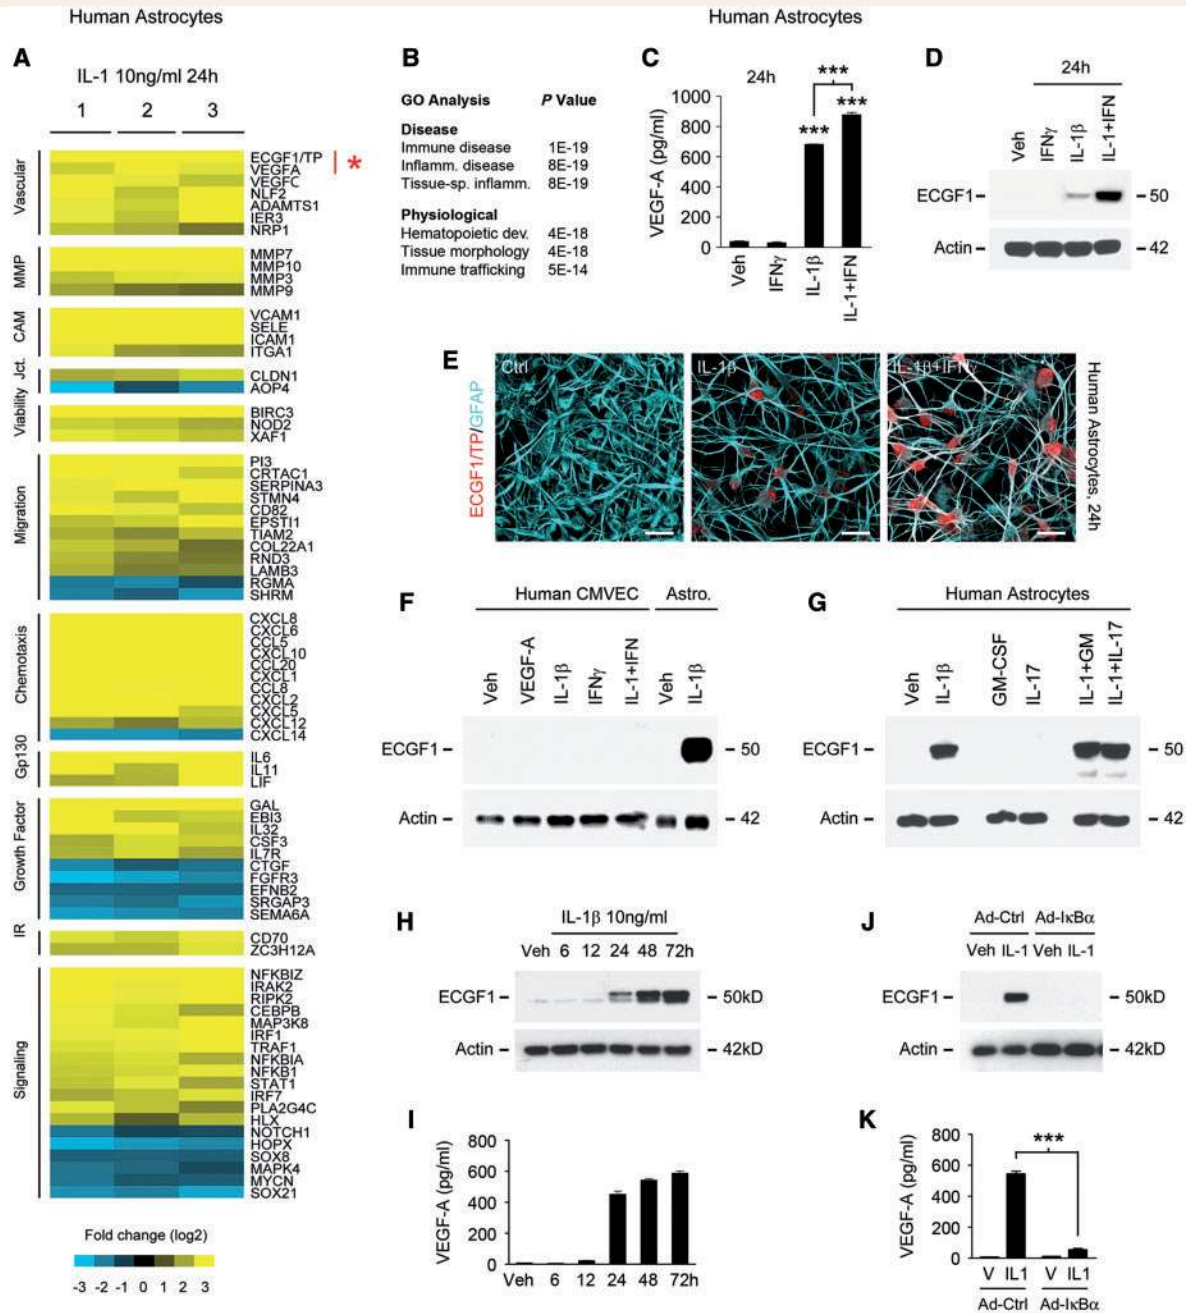 Human Astrocytes
A
IL-1 10ng/ml 24h
1 2 3
Vascular
ECGF1/TP
*
VEGFA
VEGFC
NLF2
ADAMTS1
IER3
NRP1
MMP
MMP7
MMP10
MMP3
MMP9
CAM
VCAM1
SELE
ICAM1
ITGA1
Jct.
CLDN1
AQP4
Viability
BIRC3
NOD2
XAF1
Migration
PI3
CRTAC1
SERPINA3
STMN4
CD82
EPSTI1
TIAM2
COL22A1
RND3
LAMB3
RGMA
SHRM
Chemotaxis
CXCL8
CXCL6
CCL5
CXCL10
CCL20
CXCL1
CCL8
CXCL2
CXCL5
CXCL12
CXCL14
Gp130
IL6
IL11
LIF
Growth Factor
GAL
EBI3
IL32
CSF3
IL7R
CTGF
FGFR3
EFNB2
SRGAP3
SEMA6A
IR
CD70
ZC3H12A
Signaling
NFKBIZ
IRAK2
RIPK2
CEBPB
MAP3K8
IRF1
TRAF1
NFKBIA
NFKB1
STAT1
IRF7
PLA2G4C
HLX
NOTCH1
HOPX
SOX8
MAPK4
MYCN
SOX21
Fold change (log2)
-3 -2 -1 0 1 2 3
Human Astrocytes
B
GO Analysis P Value
Disease
Immune disease 1E-19
Inflamm. disease 8E-19
Tissue-sp. inflamm. 8E-19
Physiological
Hematopoietic dev. 4E-18
Tissue morphology 4E-18
Immune trafficking 5E-14
C
24h
***
*** ***
VEGF-A (pg/ml)
1000
800
600
400
200
0
Veh IFNγ IL-1β IL-1+IFN
D
24h
Veh IFNγ IL-1β IL-1+IFN
ECGF1 – – 50
Actin – – 42
E
ECGF1/TP/GFAP
Ctrl IL-1β IL-1β+IFNγ
Human Astrocytes, 24h
F
Human CMVEC Astro.
Veh VEGF-A IL-1β IFNγ IL-1+IFN Veh IL-1β
ECGF1 – – 50
Actin – – 42
G
Human Astrocytes
Veh IL-1β GM-CSF IL-17 IL-1+GM IL-1+IL-17
ECGF1 – – 50
Actin – – 42
H
IL-1β 10ng/ml
Veh 6 12 24 48 72h
ECGF1 – – 50kD
Actin – – 42kD
J
Ad-Ctrl Ad-IκBα
Veh IL-1 Veh IL-1
ECGF1 – – 50kD
Actin – – 42kD
I
VEGF-A (pg/ml)
800
600
400
200
0
Veh 6 12 24 48 72h
K
***
VEGF-A (pg/ml)
800
600
400
200
0
V IL1 V IL1
Ad-Ctrl Ad-IκBα